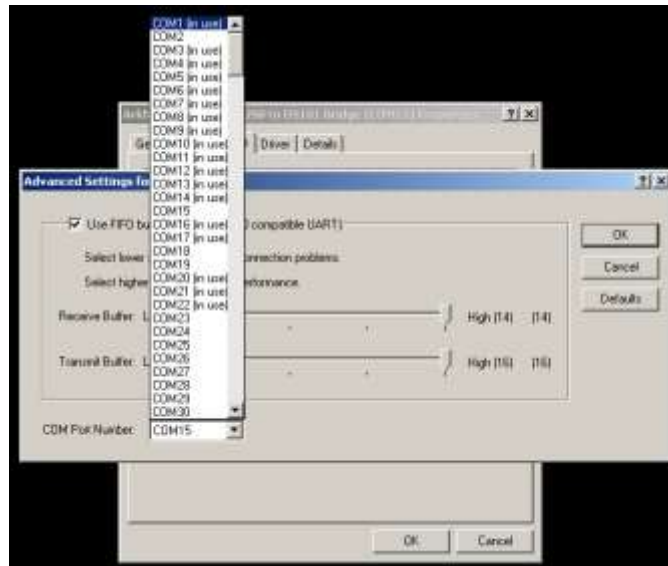 COM1 (in use)
COM2
COM3 (in use)
COM4 (in use)
COM5 (in use)
COM6 (in use)
COM7 (in use)
COM8 (in use)
COM9 (in use)
COM10 (in use)
COM11 (in use)
COM12 (in use)
COM13 (in use)
COM14 (in use)
COM15
COM16 (in use)
COM17 (in use)
COM18
COM19
COM20 (in use)
COM21 (in use)
COM22 (in use)
COM23
COM24
COM25
COM26
COM27
COM28
COM29
COM30
Bridge
Ge Driver Details
Advanced Settings for
Use FIFO bu compatible UART)
Select lower nnection problems.
Select higher rformance.
Receive Buffer: L High (14) (14)
Transmit Buffer: L High (16) (16)
COM Port Number: COM15
OK
Cancel
Defaults
OK Cancel